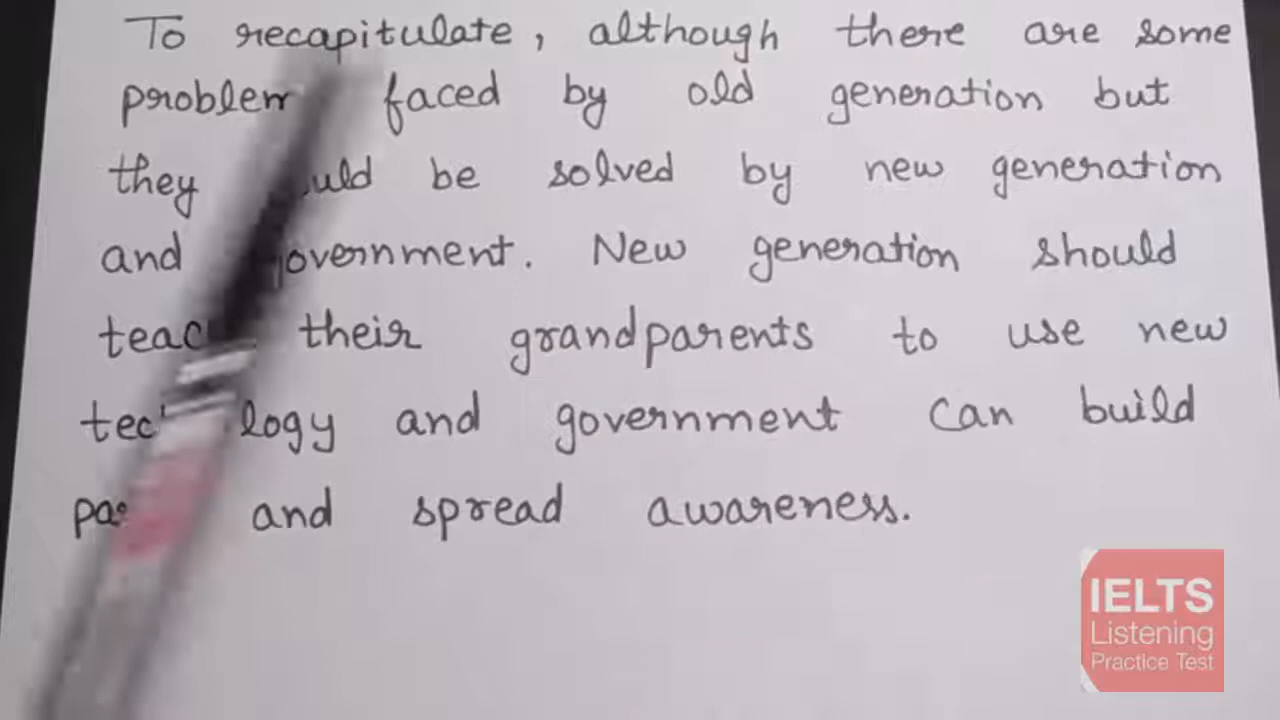 To recapitulate, although there are some
faced by old generation but
they be solved by new generation
and government. New generation should
their grandparents to use new
technology and government can build
and spread awareness.
IELTS
Listening
Practice Test